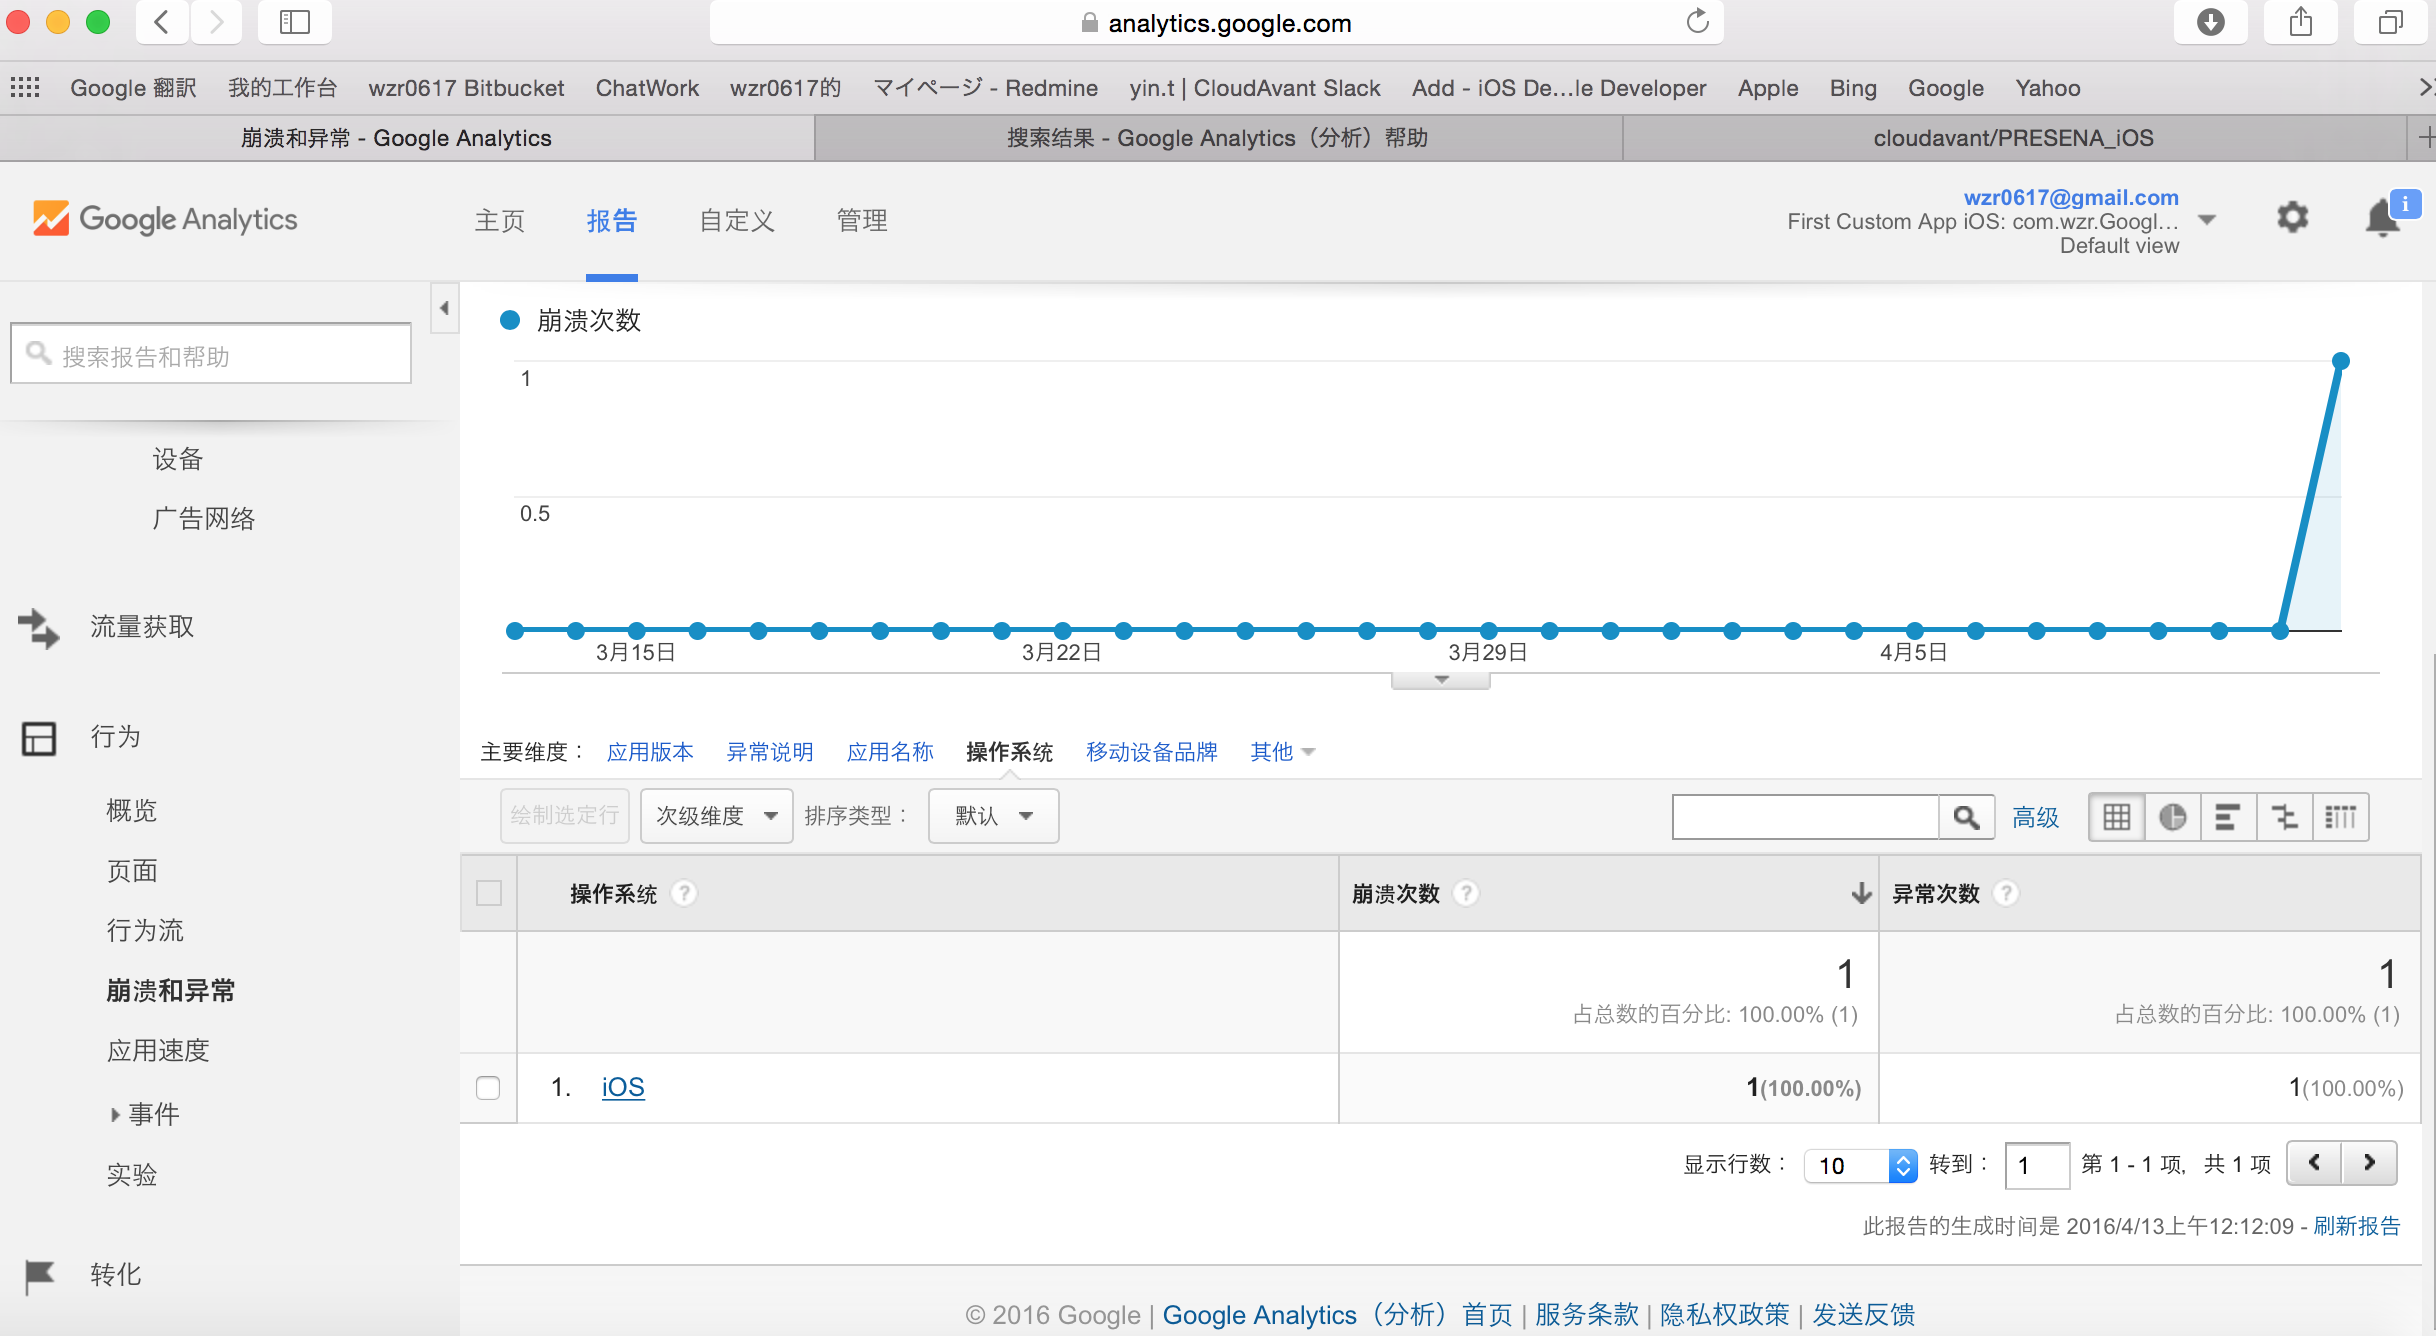 analytics.google.com
Google 翻訳 我的工作台 wzr0617 Bitbucket ChatWork wzr0617的 マイページ - Redmine yin.t | CloudAvant Slack Add - iOS De...le Developer Apple Bing Google Yahoo
崩溃和异常 - Google Analytics
搜索结果 - Google Analytics（分析）帮助
cloudavant/PRESENA_iOS
Google Analytics
主页 报告 自定义 管理
wzr0617@gmail.com
First Custom App iOS: com.wzr.Googl...
Default view
i
搜索报告和帮助
设备
广告网络
流量获取
行为
概览
页面
行为流
崩溃和异常
应用速度
事件
实验
转化
崩溃次数
1
0.5
3月15日 3月22日 3月29日 4月5日
主要维度： 应用版本 异常说明 应用名称 操作系统 移动设备品牌 其他
绘制选定行 次级维度 排序类型： 默认 高级
操作系统 ? 崩溃次数 ? 异常次数 ?
1 1
占总数的百分比: 100.00% (1) 占总数的百分比: 100.00% (1)
1. iOS 1(100.00%) 1(100.00%)
显示行数： 10 转到： 1 第 1 - 1 项, 共 1 项
此报告的生成时间是 2016/4/13上午12:12:09 - 刷新报告
© 2016 Google | Google Analytics（分析）首页 | 服务条款 | 隐私权政策 | 发送反馈